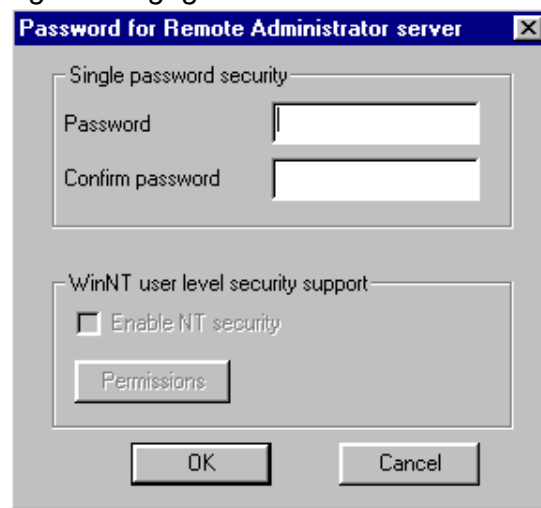 Password for Remote Administrator server
Single password security
Password
Confirm password
WinNT user level security support
Enable NT security
Permissions
OK
Cancel